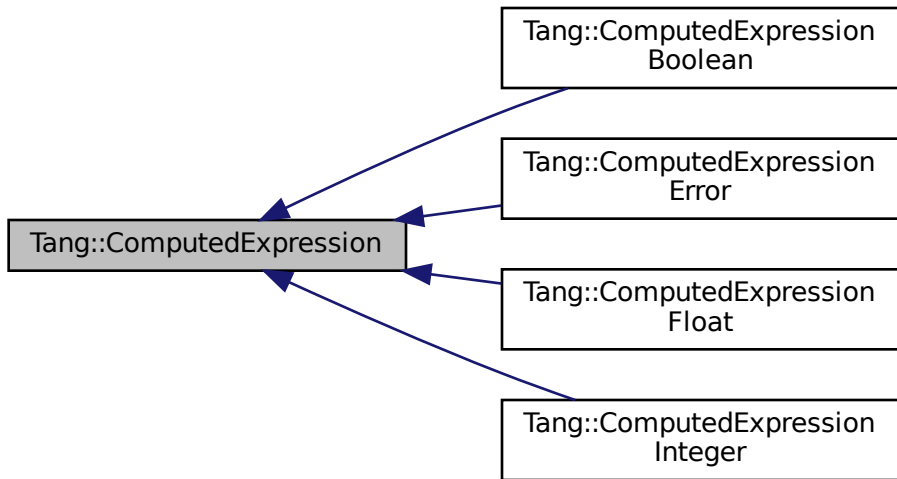 Tang::ComputedExpression
Boolean
Tang::ComputedExpression
Error
Tang::ComputedExpression
Tang::ComputedExpression
Float
Tang::ComputedExpression
Integer